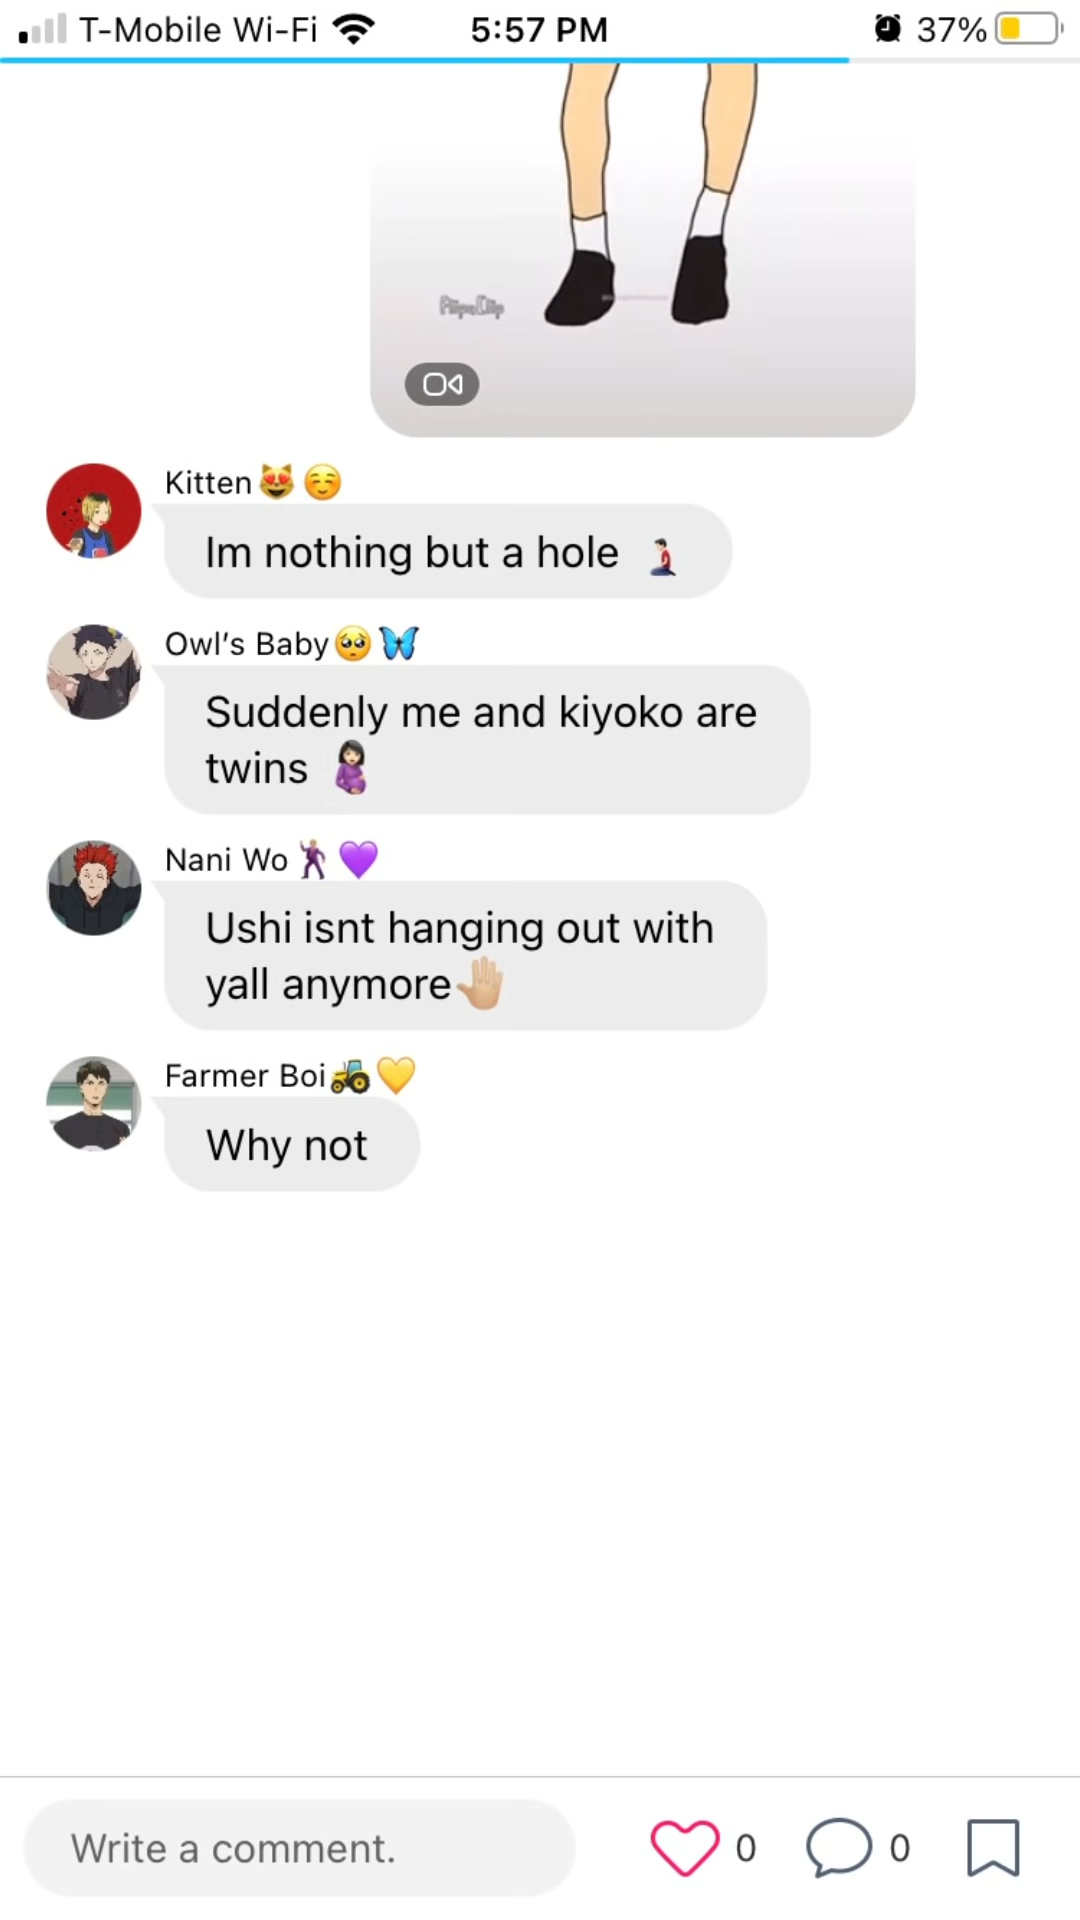 T-Mobile Wi-Fi 5:57 PM 37%
FlipaClip
Kitten😻☺️
Im nothing but a hole 🧎🏻‍♂️
Owl's Baby🥺🦋
Suddenly me and kiyoko are
twins 🤰🏻
Nani Wo🕺🏼💜
Ushi isnt hanging out with
yall anymore🤚🏼
Farmer Boi🚜💛
Why not
Write a comment. 0 0